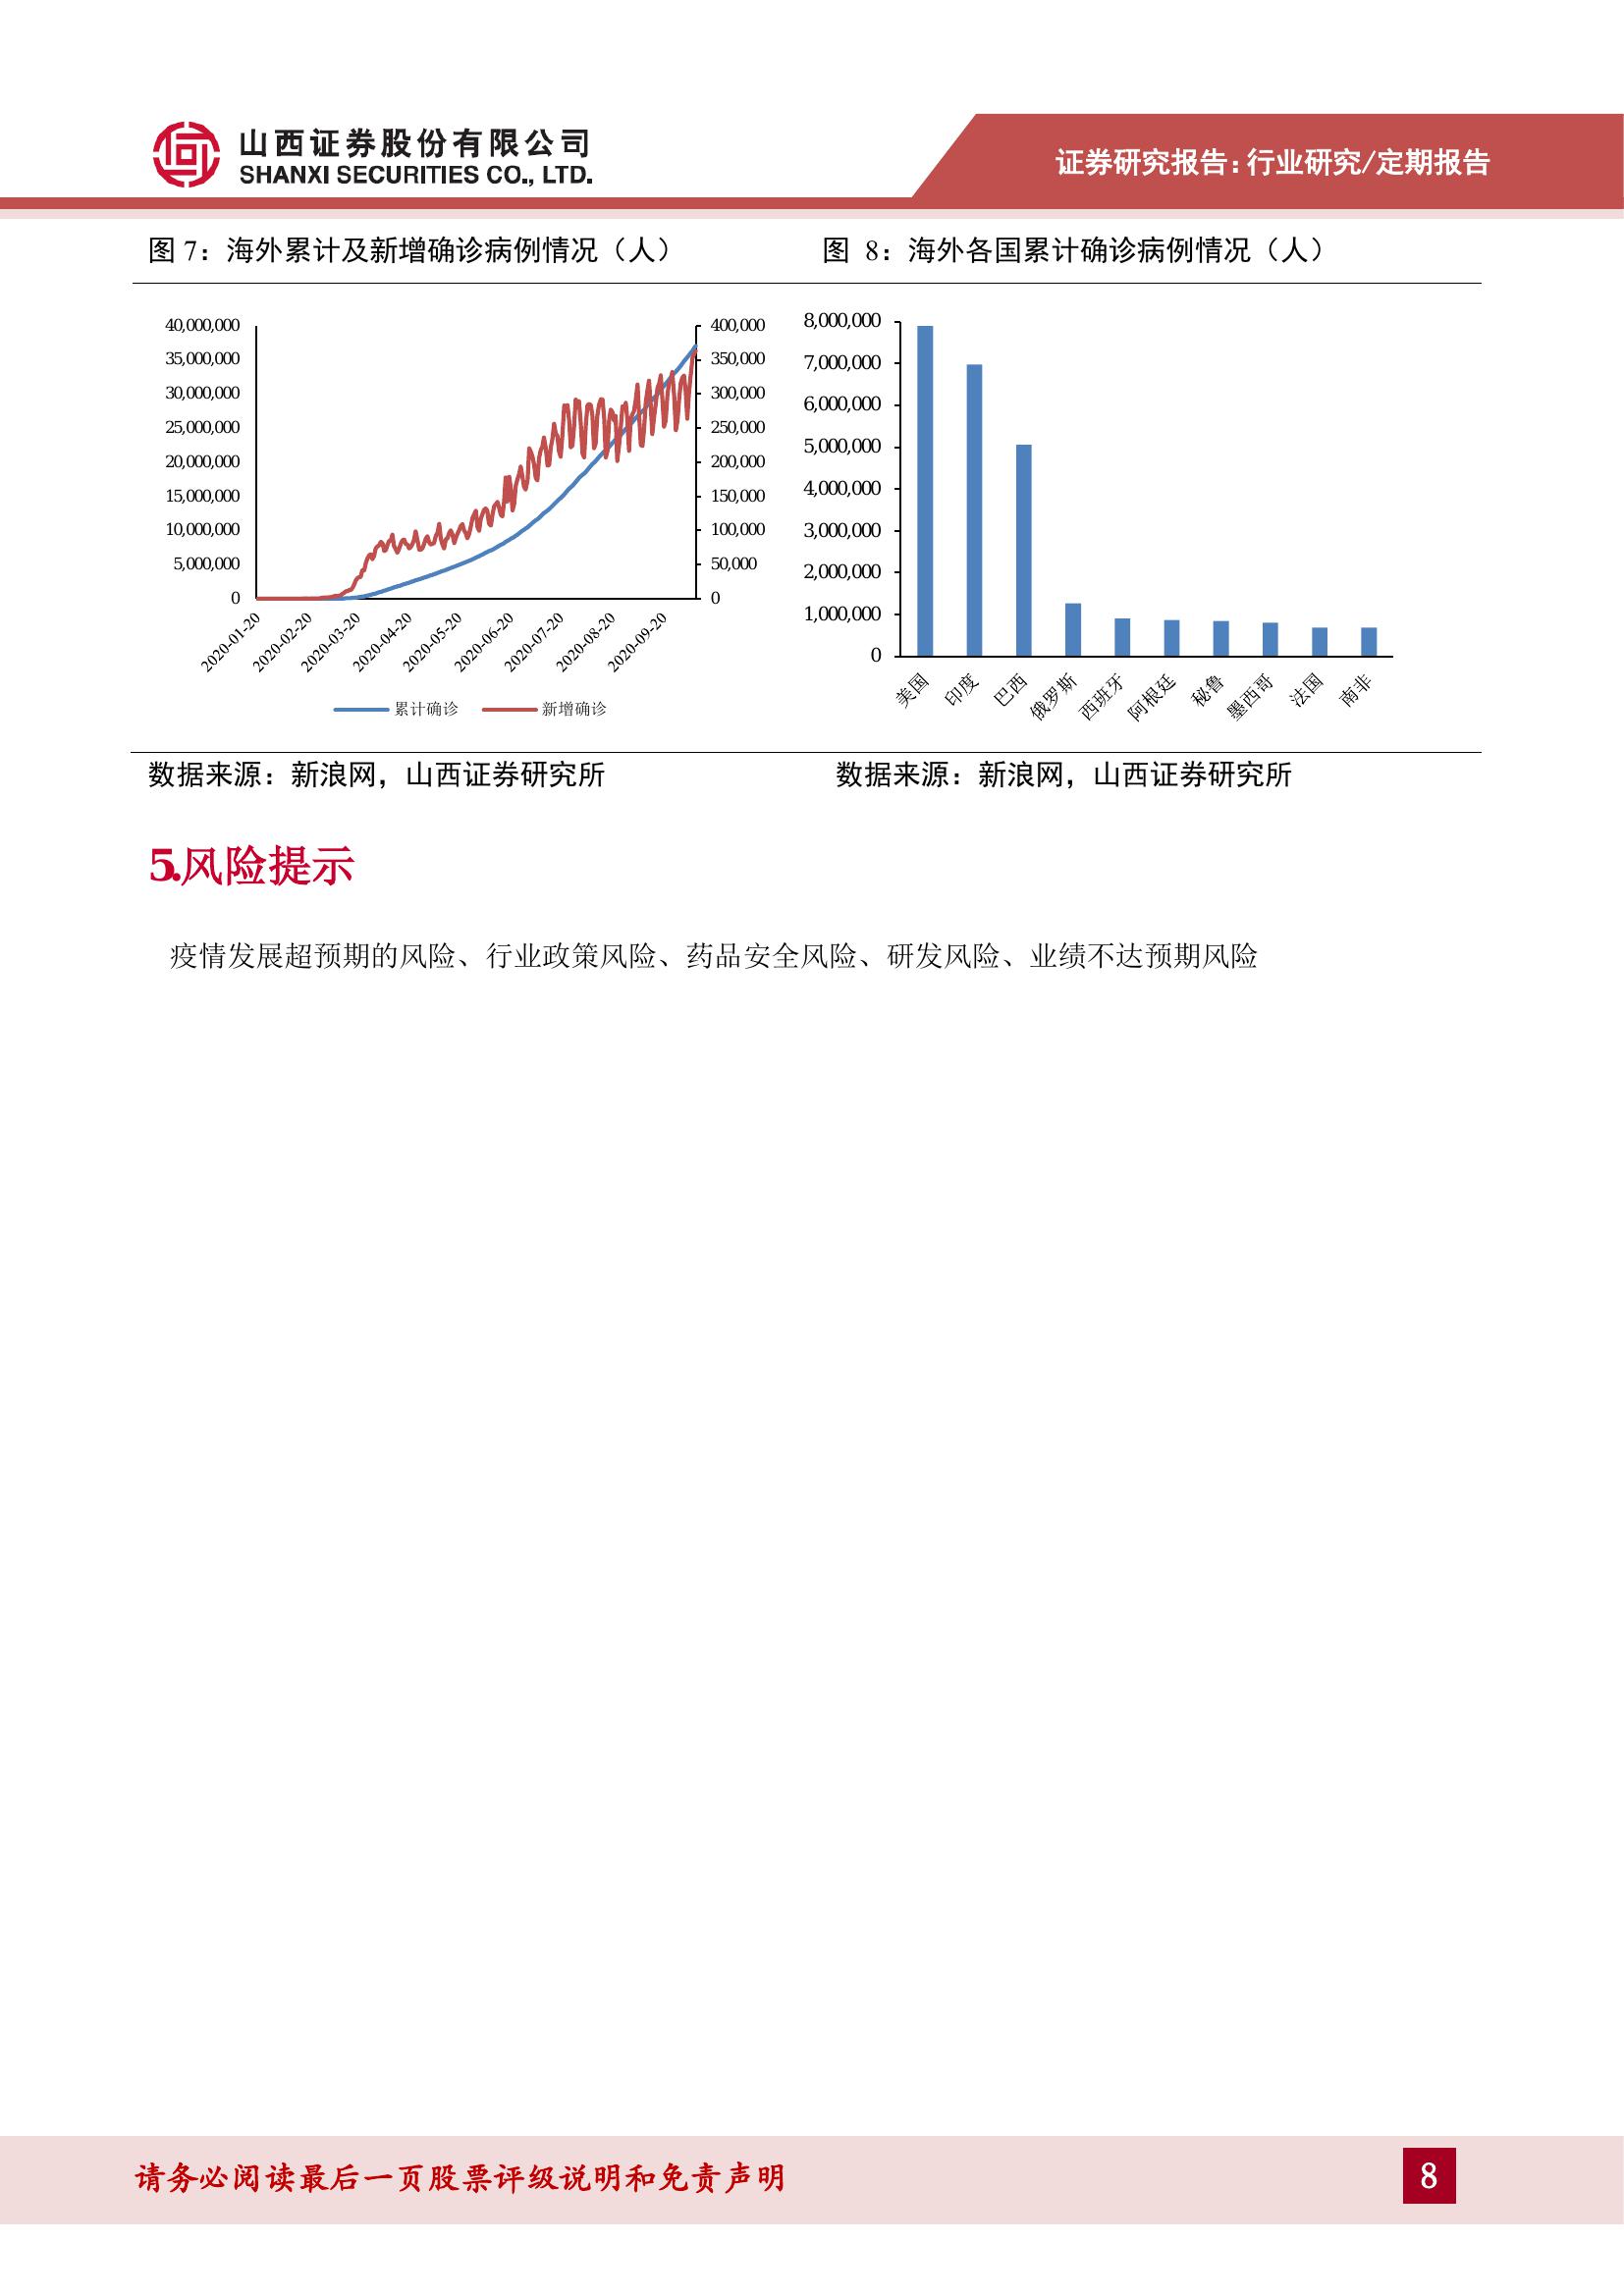 山西证券股份有限公司
SHANXI SECURITIES CO., LTD.
证券研究报告:行业研究/定期报告
图 7：海外累计及新增确诊病例情况（人）
图 8：海外各国累计确诊病例情况（人）
40,000,000
35,000,000
30,000,000
25,000,000
20,000,000
15,000,000
10,000,000
5,000,000
0
400,000
350,000
300,000
250,000
200,000
150,000
100,000
50,000
0
2020-01-20
2020-02-20
2020-03-20
2020-04-20
2020-05-20
2020-06-20
2020-07-20
2020-08-20
2020-09-20
累计确诊
新增确诊
8,000,000
7,000,000
6,000,000
5,000,000
4,000,000
3,000,000
2,000,000
1,000,000
0
美国
印度
巴西
俄罗斯
西班牙
阿根廷
秘鲁
墨西哥
法国
南非
数据来源：新浪网，山西证券研究所
数据来源：新浪网，山西证券研究所
5.风险提示
疫情发展超预期的风险、行业政策风险、药品安全风险、研发风险、业绩不达预期风险
请务必阅读最后一页股票评级说明和免责声明
8